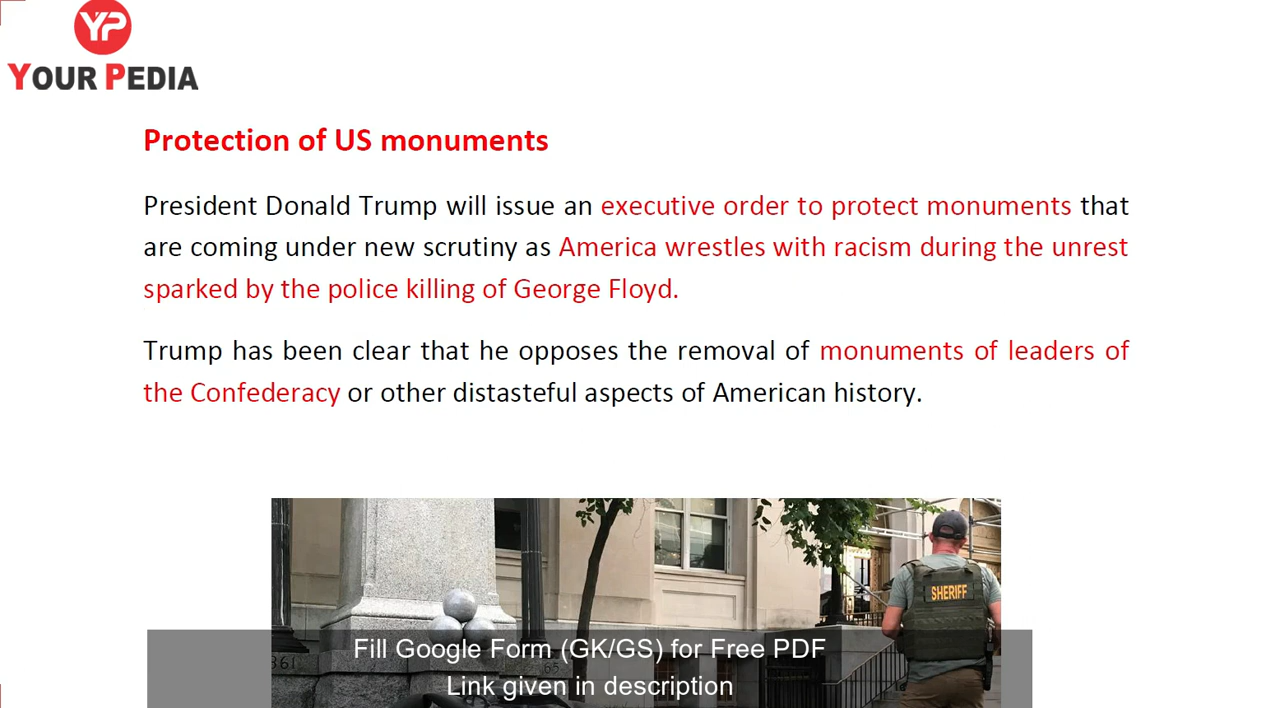 YP
YOUR PEDIA
Protection of US monuments
President Donald Trump will issue an executive order to protect monuments that
are coming under new scrutiny as America wrestles with racism during the unrest
sparked by the police killing of George Floyd.
Trump has been clear that he opposes the removal of monuments of leaders of
the Confederacy or other distasteful aspects of American history.
SHERIFF
Fill Google Form (GK/GS) for Free PDF
861
65
Link given in description